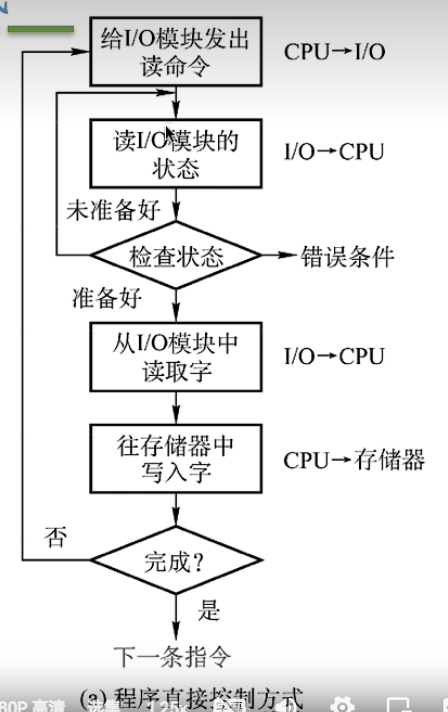 给I/O模块发出
读命令
CPU→I/O
读I/O模块的
状态
I/O→CPU
未准备好
检查状态
错误条件
准备好
从I/O模块中
读取字
I/O→CPU
往存储器中
写入字
CPU→存储器
否
完成?
是
下一条指令
(a) 程序直接控制方式
80P 高清 选集 1.25x